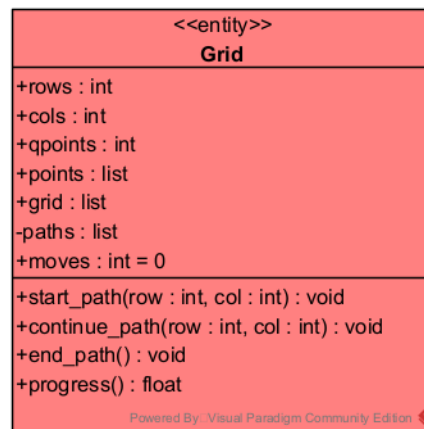 <<entity>>
Grid
+rows : int
+cols : int
+qpoints : int
+points : list
+grid : list
-paths : list
+moves : int = 0
+start_path(row : int, col : int) : void
+continue_path(row : int, col : int) : void
+end_path() : void
+progress() : float
Powered By: Visual Paradigm Community Edition